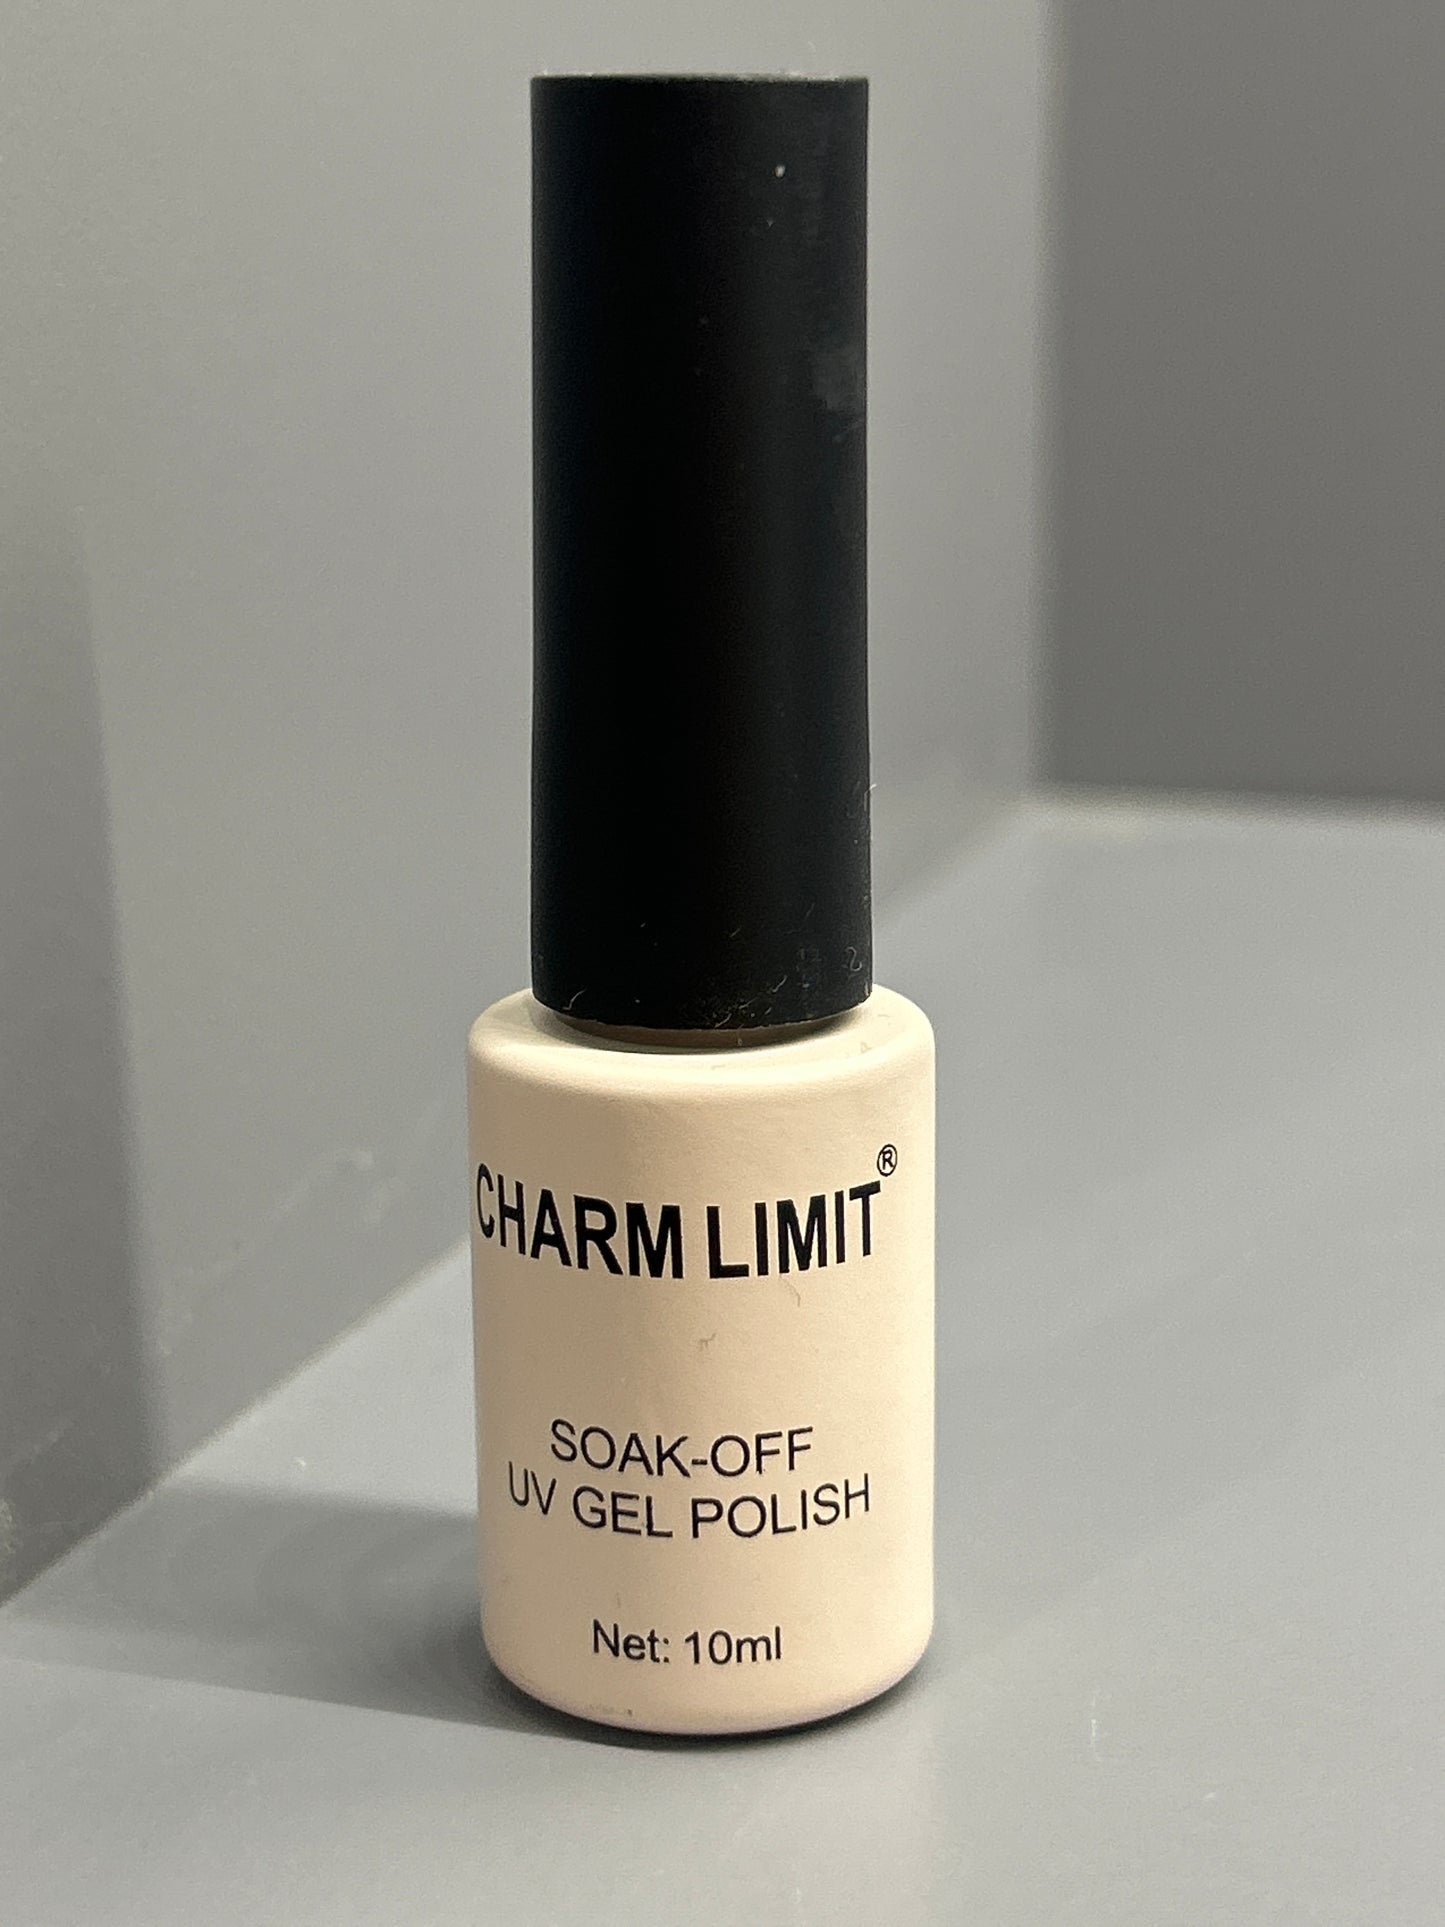 CHARM LIMIT®
SOAK-OFF
UV GEL POLISH
Net: 10ml